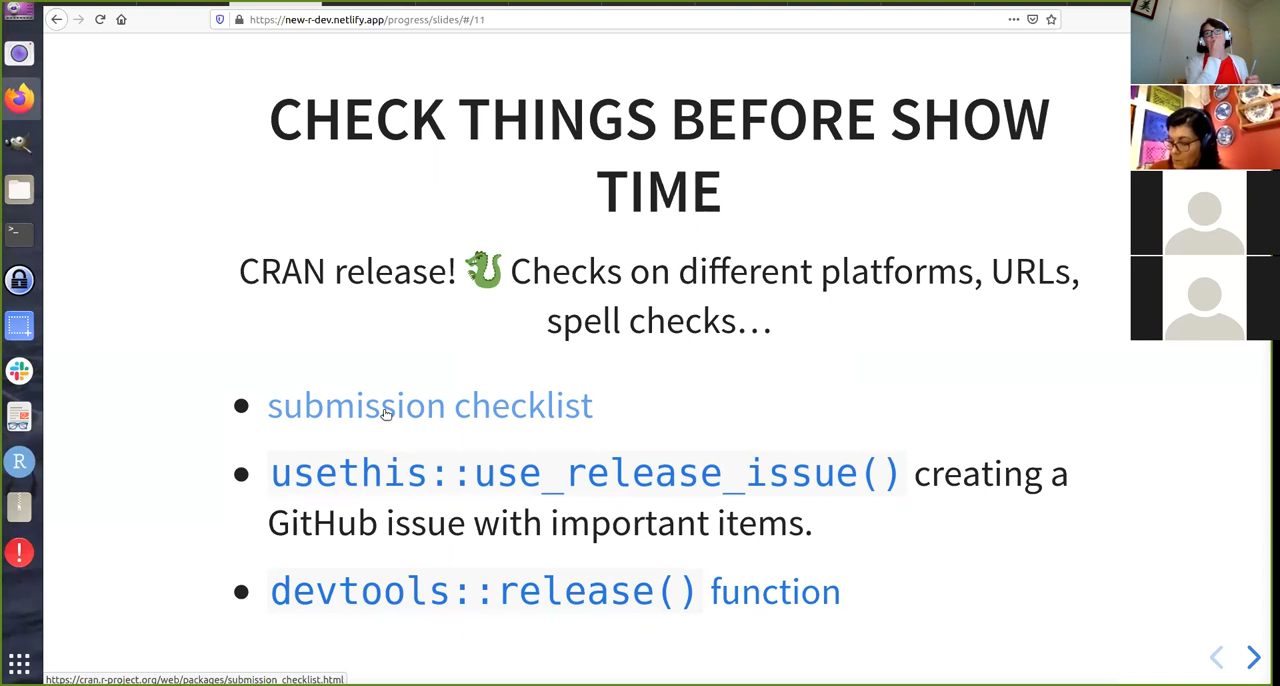 https://new-r-dev.netlify.app/progress/slides/#/11
CHECK THINGS BEFORE SHOW
TIME
CRAN release! 🐉 Checks on different platforms, URLs,
spell checks…
submission checklist
usethis::use_release_issue() creating a
GitHub issue with important items.
devtools::release() function
https://cran.r-project.org/web/packages/submission_checklist.html